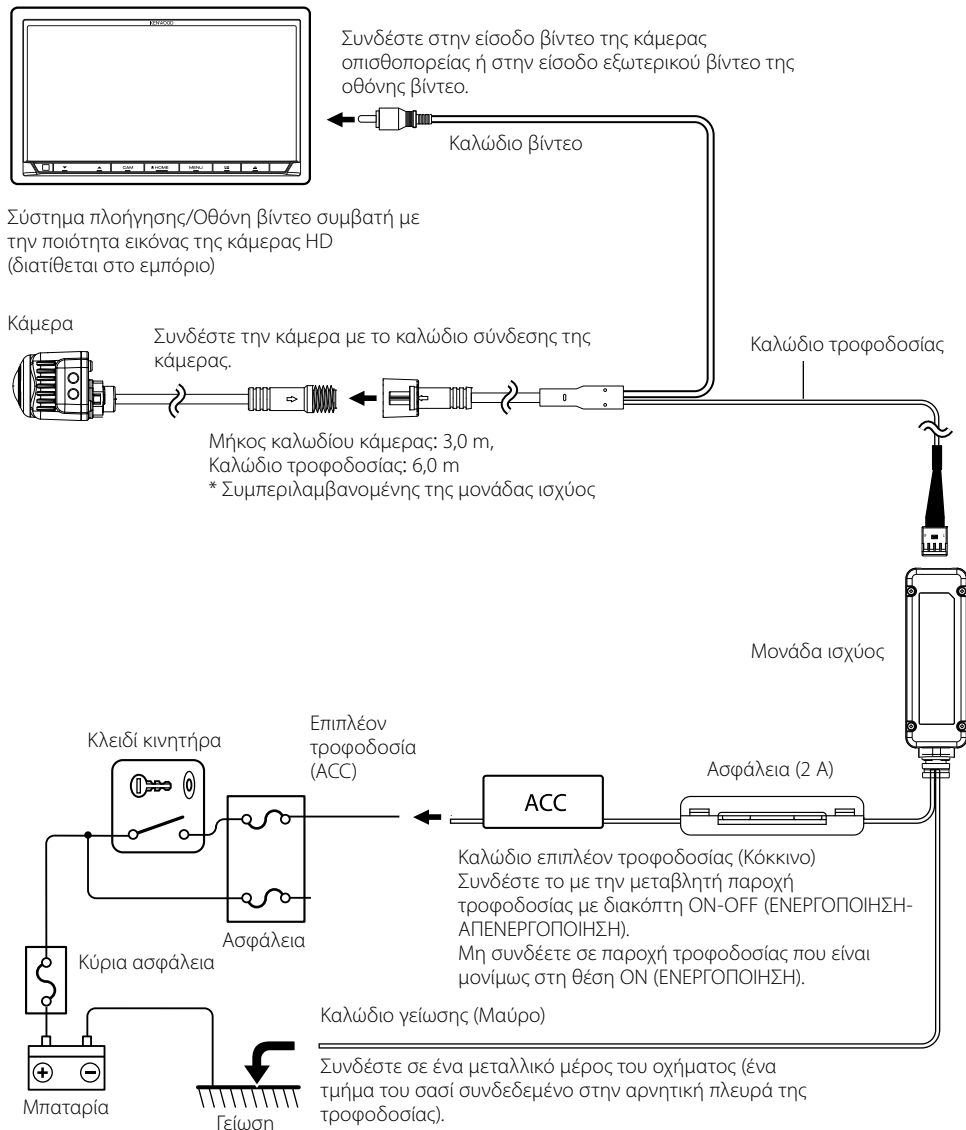 KENWOOD
Συνδέστε στην είσοδο βίντεο της κάμερας
οπισθοπορείας ή στην είσοδο εξωτερικού βίντεο της
οθόνης βίντεο.
Καλώδιο βίντεο
CAM
HOME
MENU
Σύστημα πλοήγησης/Οθόνη βίντεο συμβατή με
την ποιότητα εικόνας της κάμερας HD
(διατίθεται στο εμπόριο)
Κάμερα
Συνδέστε την κάμερα με το καλώδιο σύνδεσης της
κάμερας.
Καλώδιο τροφοδοσίας
Μήκος καλωδίου κάμερας: 3,0 m,
Καλώδιο τροφοδοσίας: 6,0 m
* Συμπεριλαμβανομένης της μονάδας ισχύος
Μονάδα ισχύος
Κλειδί κινητήρα
Επιπλέον
τροφοδοσία
(ACC)
ACC
Ασφάλεια (2 A)
Καλώδιο επιπλέον τροφοδοσίας (Κόκκινο)
Συνδέστε το με την μεταβλητή παροχή
τροφοδοσίας με διακόπτη ON-OFF (ΕΝΕΡΓΟΠΟΙΗΣΗ-
ΑΠΕΝΕΡΓΟΠΟΙΗΣΗ).
Μη συνδέετε σε παροχή τροφοδοσίας που είναι
μονίμως στη θέση ON (ΕΝΕΡΓΟΠΟΙΗΣΗ).
Ασφάλεια
Κύρια ασφάλεια
Καλώδιο γείωσης (Μαύρο)
Συνδέστε σε ένα μεταλλικό μέρος του οχήματος (ένα
τμήμα του σασί συνδεδεμένο στην αρνητική πλευρά της
τροφοδοσίας).
Μπαταρία
Γείωση